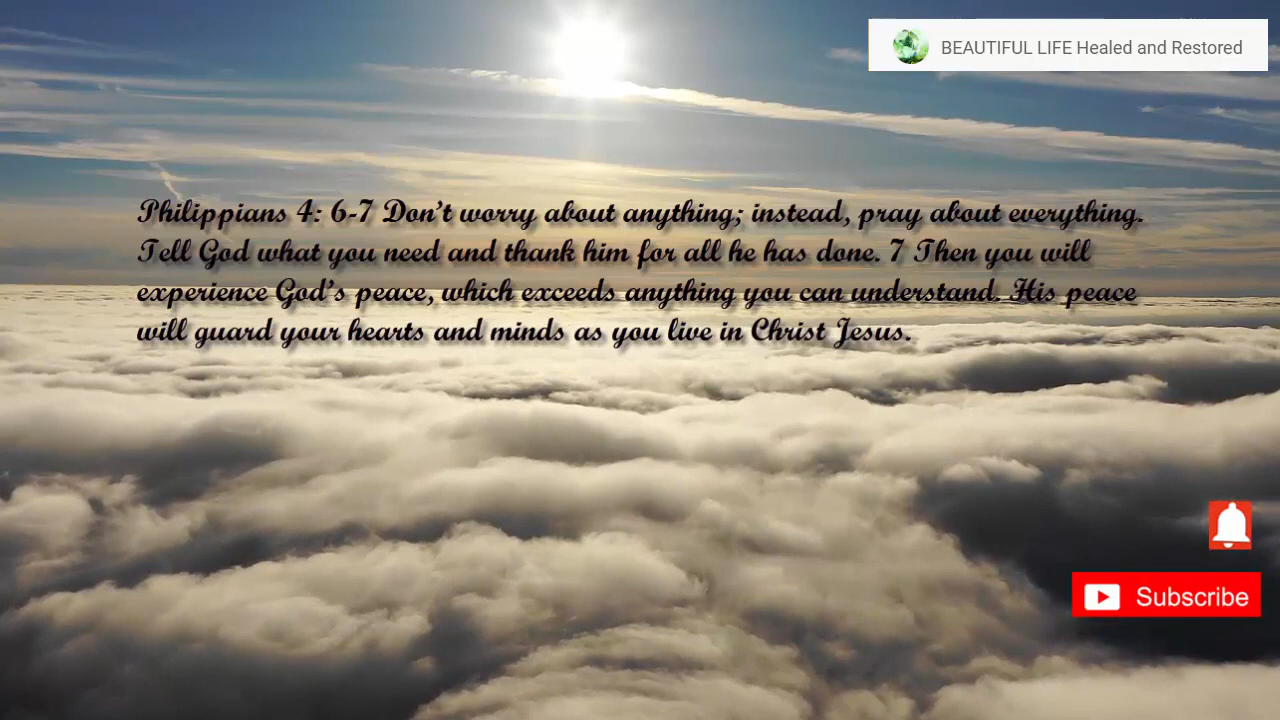 BEAUTIFUL LIFE Healed and Restored
Philippians 4: 6-7 Don't worry about anything; instead, pray about everything.
Tell God what you need and thank him for all he has done. 7 Then you will
experience God's peace, which exceeds anything you can understand. His peace
will guard your hearts and minds as you live in Christ Jesus.
Subscribe